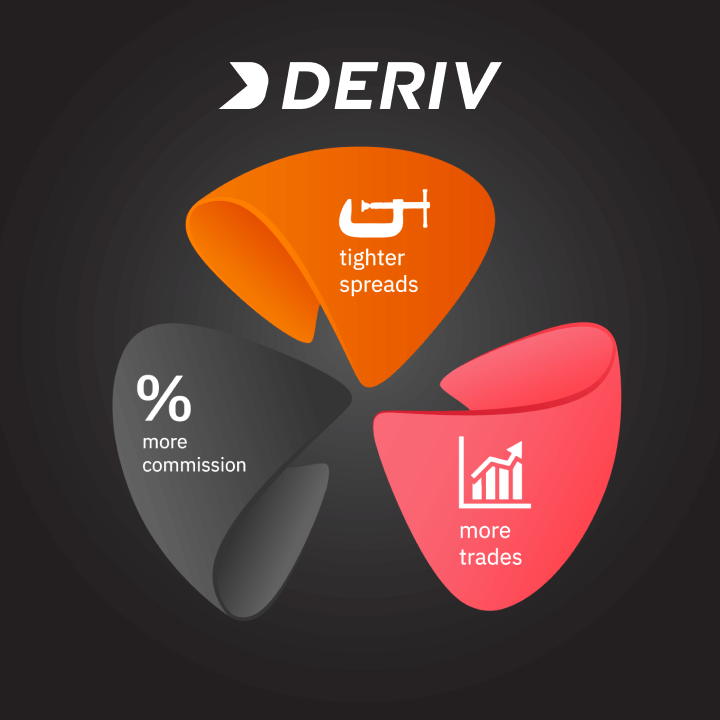 DERIV
tighter
spreads
%
more
commission
more
trades